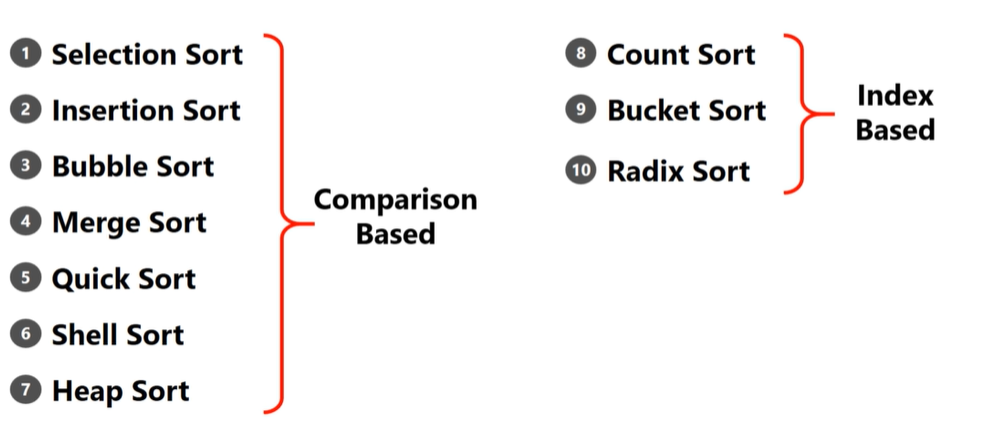 1 Selection Sort
2 Insertion Sort
3 Bubble Sort
4 Merge Sort
5 Quick Sort
6 Shell Sort
7 Heap Sort
Comparison
Based
8 Count Sort
9 Bucket Sort
10 Radix Sort
Index
Based